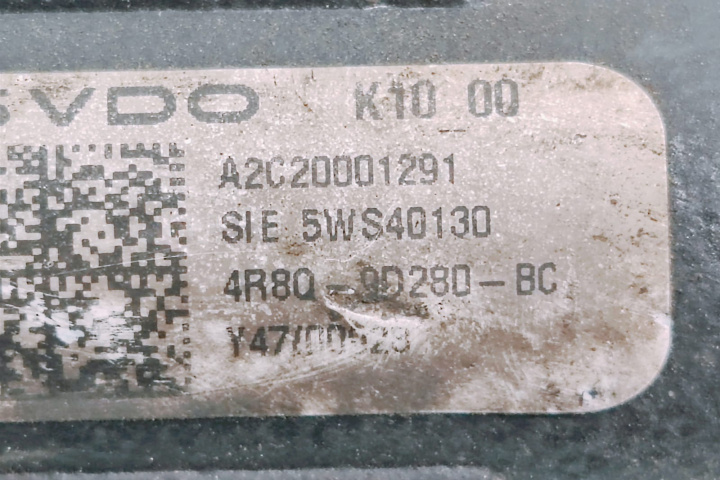 VDO K10 00
A2C20001291
SIE 5WS40130
4R8Q-9D280-BC